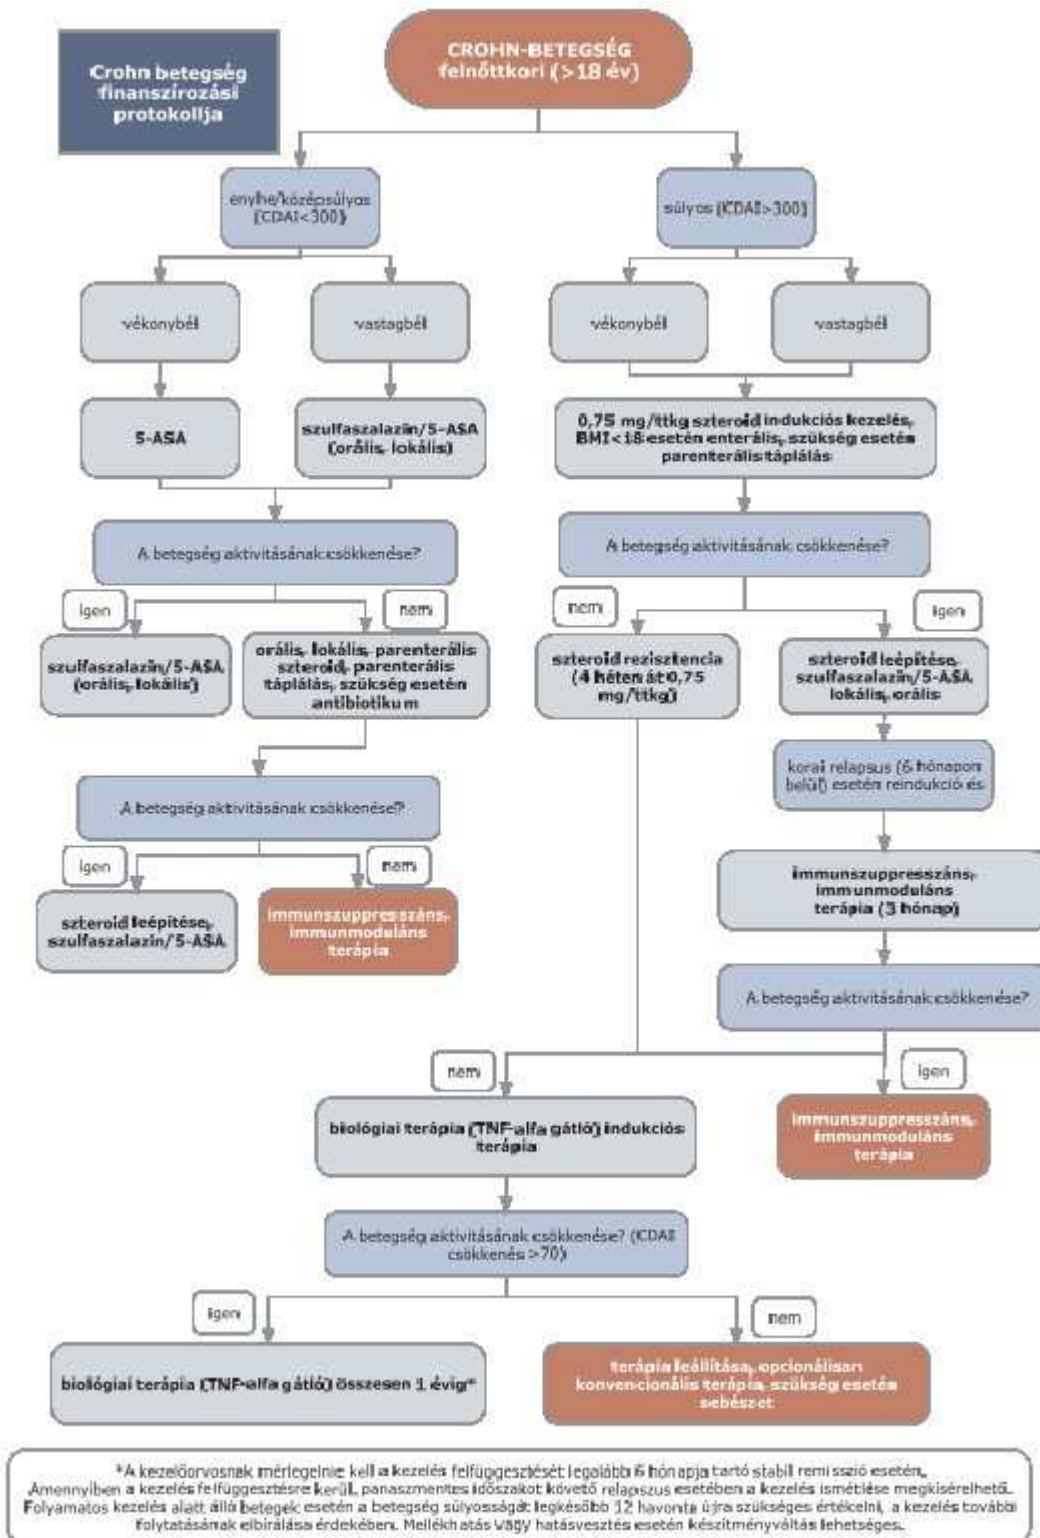 Crohn betegség
finanszírozási
protokollja
CROHN-BETEGSÉG
felnőttkori (>18 év)
enyhe/középsúlyos
(CDAI<300)
súlyos (CDAI>300)
vékonybél
vastagbél
vékonybél
vastagbél
5-ASA
szulfaszalazin/5-ASA
(orális, lokális)
0,75 mg/ttkg szteroid indukciós kezelés,
BMI<18 esetén enterális, szükség esetén
parenterális táplálás
A betegség aktivitásának csökkenése?
A betegség aktivitásának csökkenése?
igen
nem
nem
igen
szulfaszalazin/5-ASA
(orális, lokális)
orális, lokális, parenterális
szteroid, parenterális
táplálás, szükség esetén
antibiotikum
szteroid rezisztencia
(4 héten át 0,75
mg/ttkg)
szteroid leépítése,
szulfaszalazin/5-ASA
lokális, orális
korai relapsus (6 hónapon
belül) esetén reindukció és
A betegség aktivitásának csökkenése?
igen
nem
szteroid leépítése,
szulfaszalazin/5-ASA
immunszuppresszáns,
immunmoduláns
terápia
immunszuppresszáns,
immunmoduláns
terápia (3 hónap)
A betegség aktivitásának csökkenése?
nem
igen
biológiai terápia (TNF-alfa gátló) indukciós
terápia
immunszuppresszáns,
immunmoduláns
terápia
A betegség aktivitásának csökkenése? (CDAI
csökkenés >70)
igen
nem
biológiai terápia (TNF-alfa gátló) összesen 1 évig*
terápia leállítása, opcionálisan
konvencionális terápia, szükség esetén
sebészet
*A kezelőorvosnak mérlegelnie kell a kezelés felfüggesztését legalább 6 hónapja tartó stabil remisszió esetén.
Amennyiben a kezelés felfüggesztésre kerül, panaszmentes időszakot követő relapsus esetében a kezelés ismétlése megkísérelhető.
Folyamatos kezelés alatt álló betegek esetén a betegség súlyosságát legkésőbb 12 havonta újra szükséges értékelni, a kezelés további
folytatásának elbírálása érdekében. Mellékhatás vagy hatásvesztés esetén készítményváltás lehetséges.